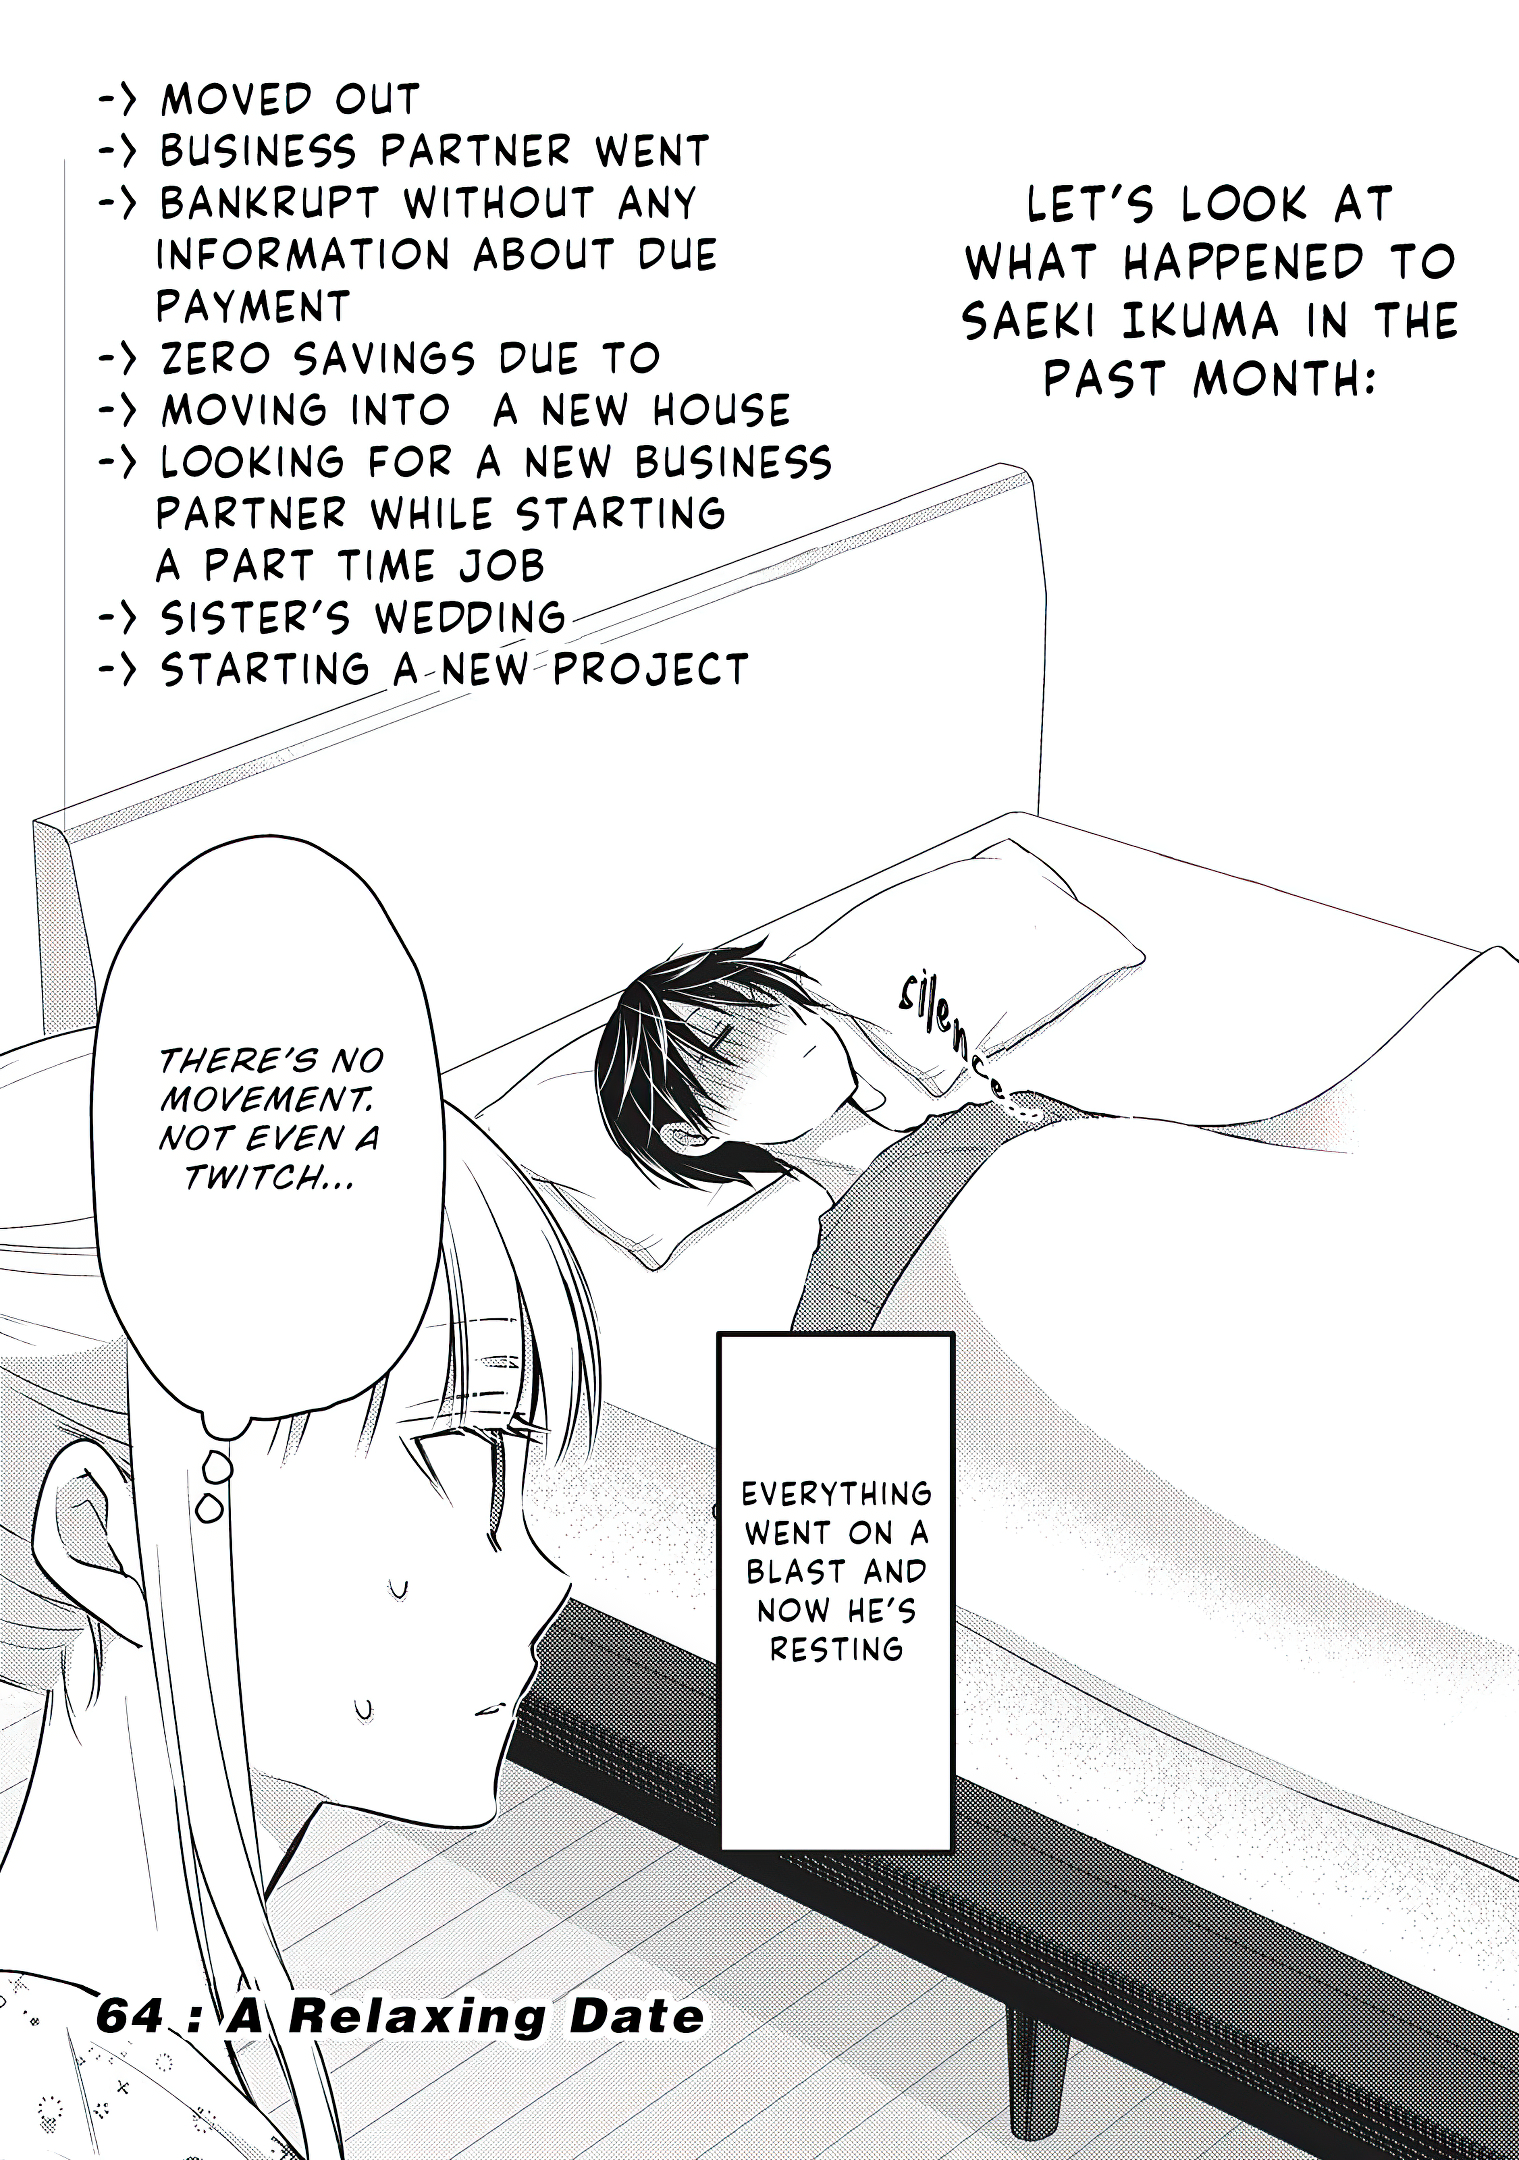 LET'S LOOK AT
WHAT HAPPENED TO
SAEKI IKUMA IN THE
PAST MONTH:
-> MOVED OUT
-> BUSINESS PARTNER WENT
-> BANKRUPT WITHOUT ANY
INFORMATION ABOUT DUE
PAYMENT
-> ZERO SAVINGS DUE TO
-> MOVING INTO A NEW HOUSE
-> LOOKING FOR A NEW BUSINESS
PARTNER WHILE STARTING
A PART TIME JOB
-> SISTER'S WEDDING
-> STARTING A NEW PROJECT
silence...
THERE'S NO
MOVEMENT.
NOT EVEN A
TWITCH...
EVERYTHING
WENT ON A
BLAST AND
NOW HE'S
RESTING
64 : A Relaxing Date